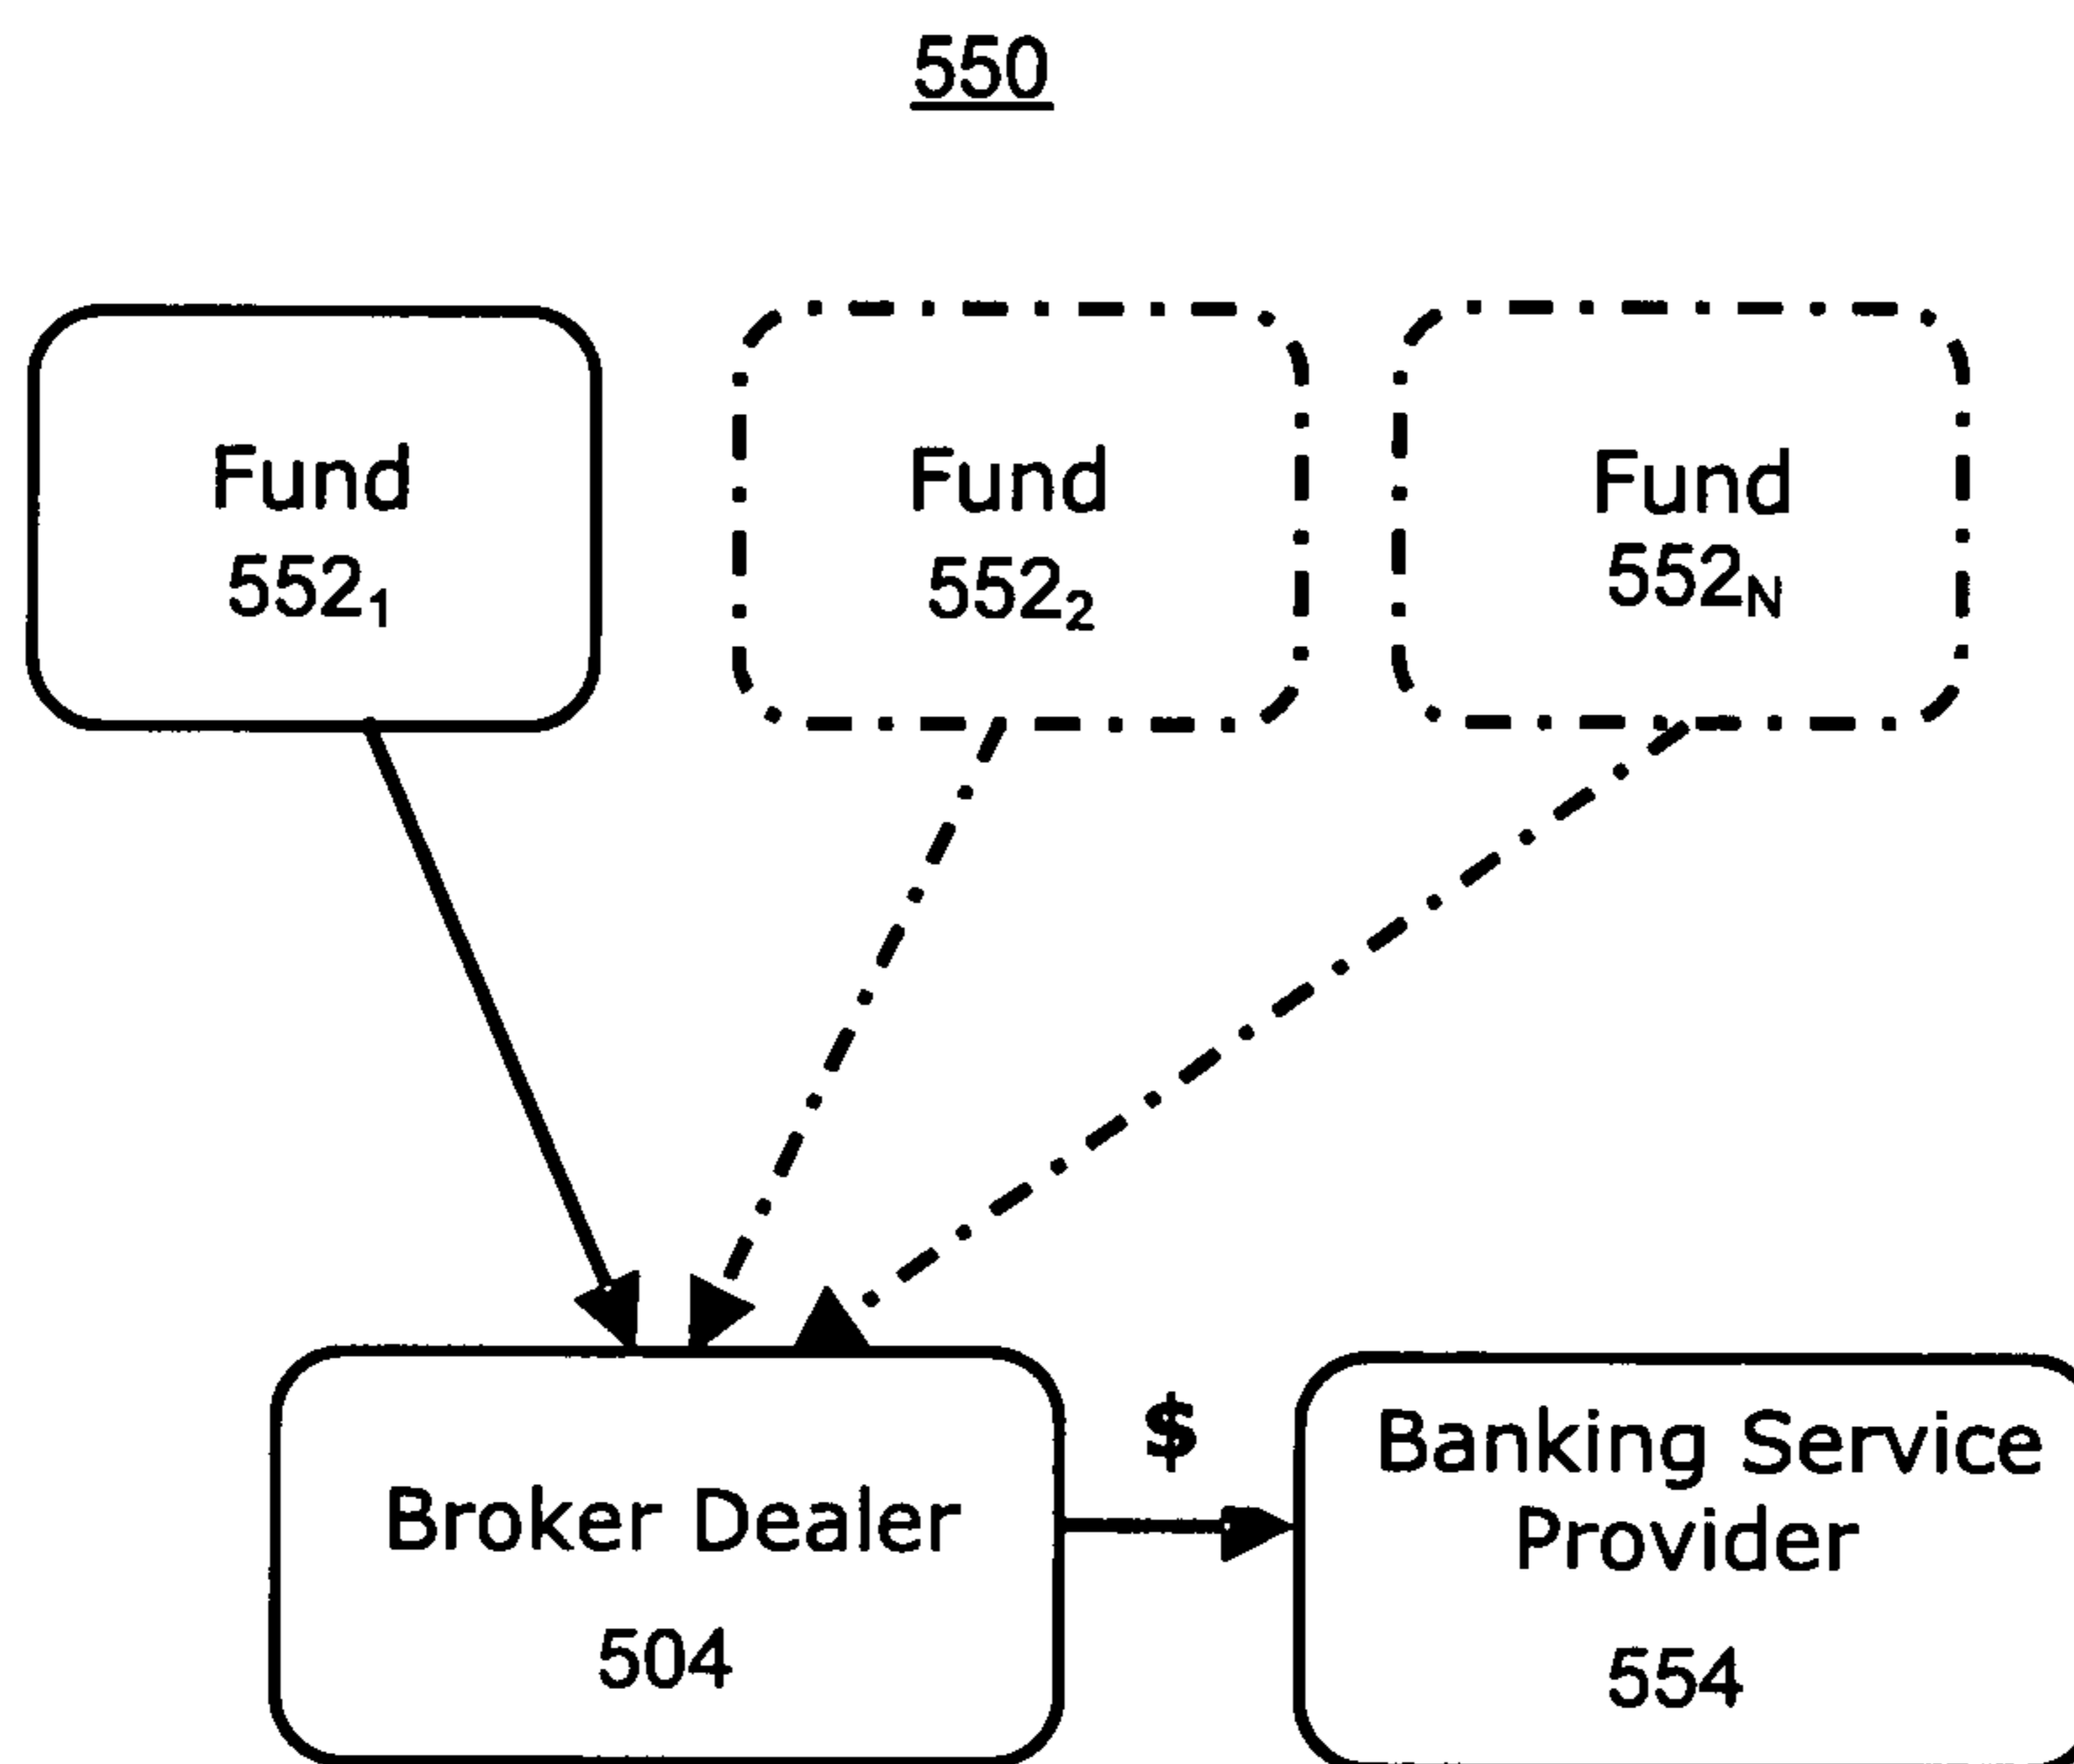 550
Fund
552₁
Fund
552₂
Fund
552N
$
Broker Dealer
504
Banking Service
Provider
554